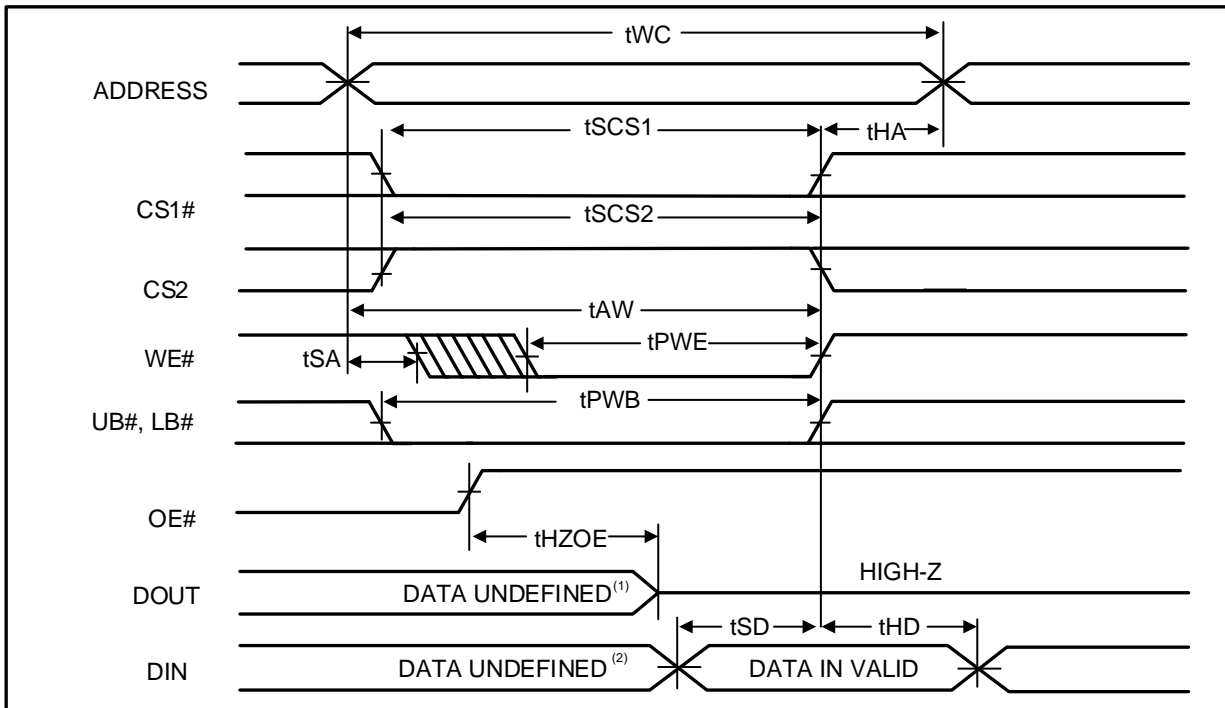 tWC
ADDRESS
tSCS1
tHA
CS1#
tSCS2
CS2
tAW
WE#
tSA
tPWE
UB#, LB#
tPWB
OE#
tHZOE
DOUT
DATA UNDEFINED(1)
HIGH-Z
tSD
tHD
DIN
DATA UNDEFINED (2)
DATA IN VALID